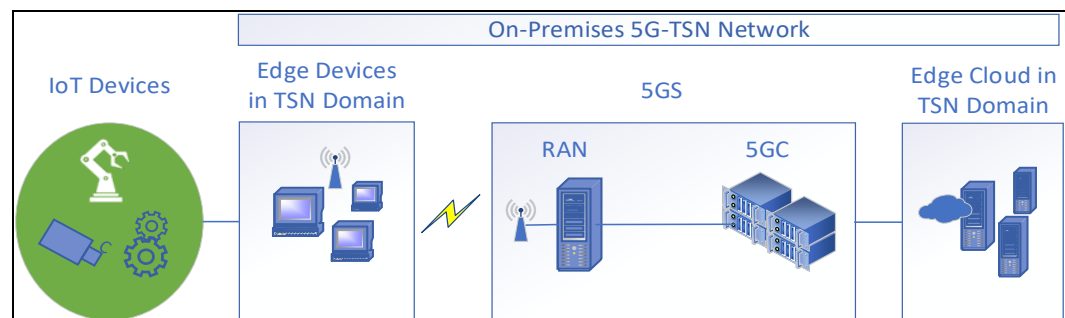 On-Premises 5G-TSN Network
IoT Devices
Edge Devices
in TSN Domain
5GS
Edge Cloud in
TSN Domain
RAN
5GC